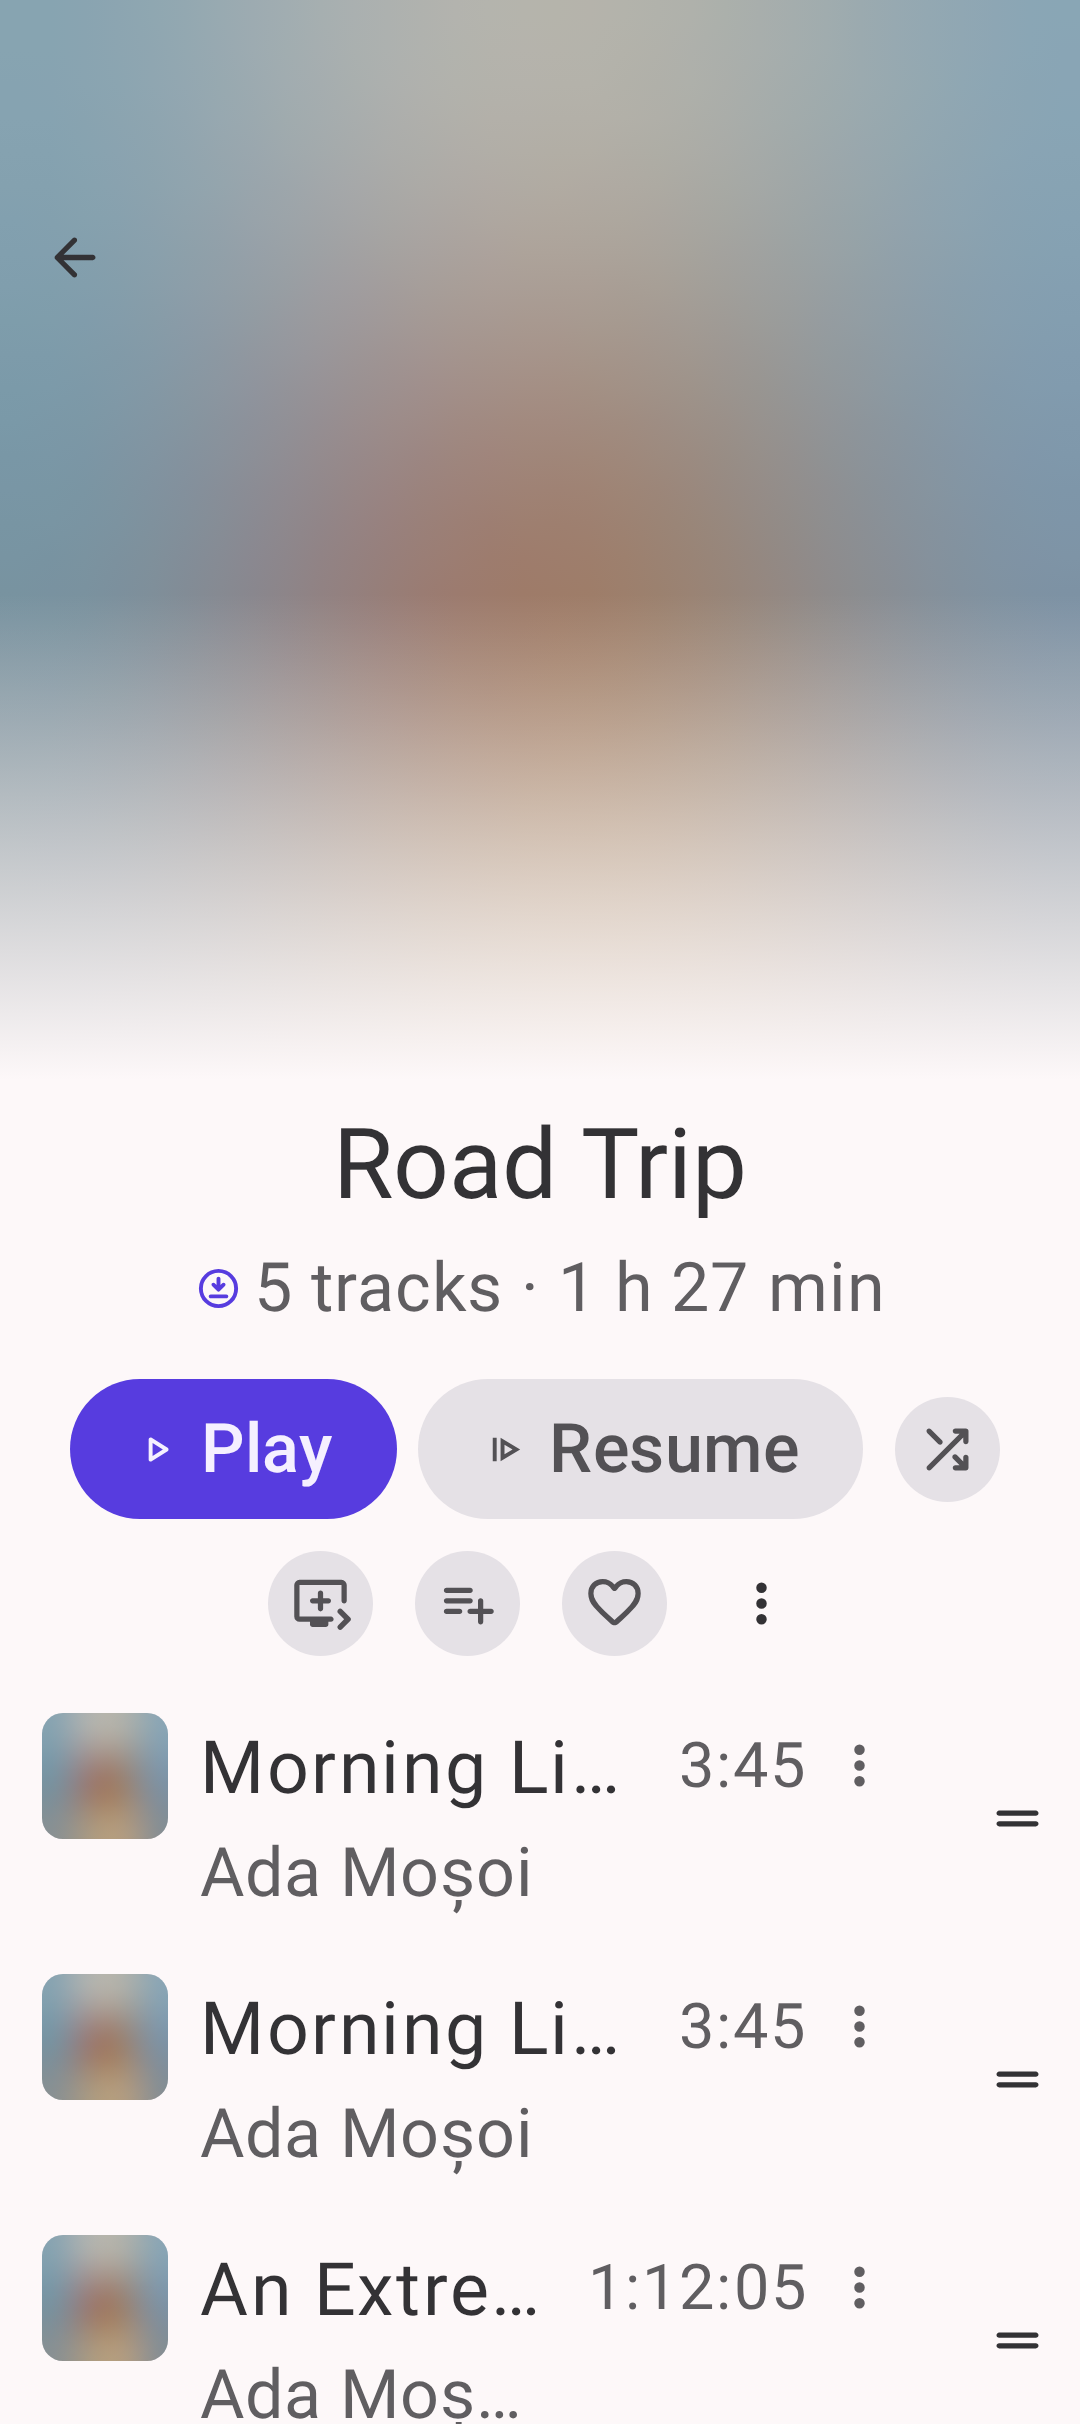 Road Trip
5 tracks · 1 h 27 min
Play
Resume
Morning Li…
3:45
Ada Moșoi
Morning Li…
3:45
Ada Moșoi
An Extre…
1:12:05
Ada Moș…